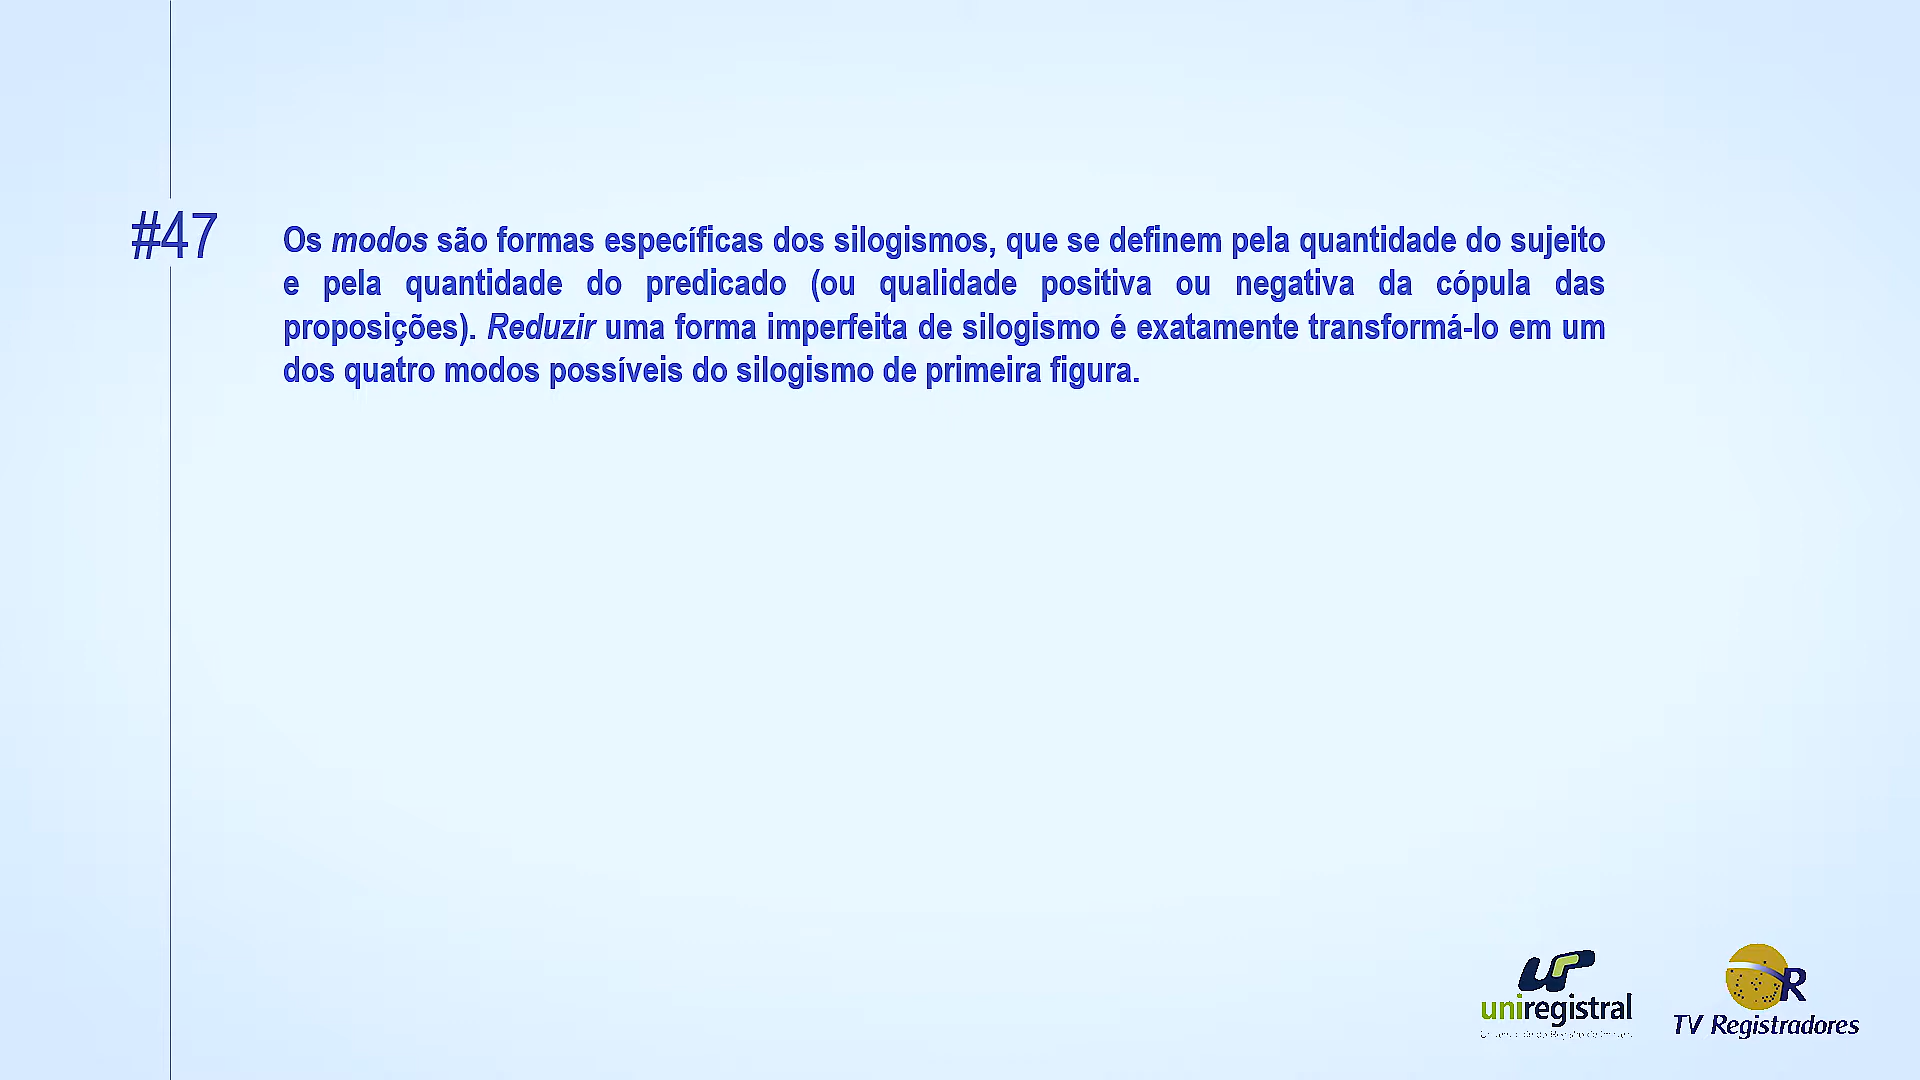 #47
Os modos são formas específicas dos silogismos, que se definem pela quantidade do sujeito
e pela quantidade do predicado (ou qualidade positiva ou negativa da cópula das
proposições). Reduzir uma forma imperfeita de silogismo é exatamente transformá-lo em um
dos quatro modos possíveis do silogismo de primeira figura.
uniregistral
R
TV Registradores